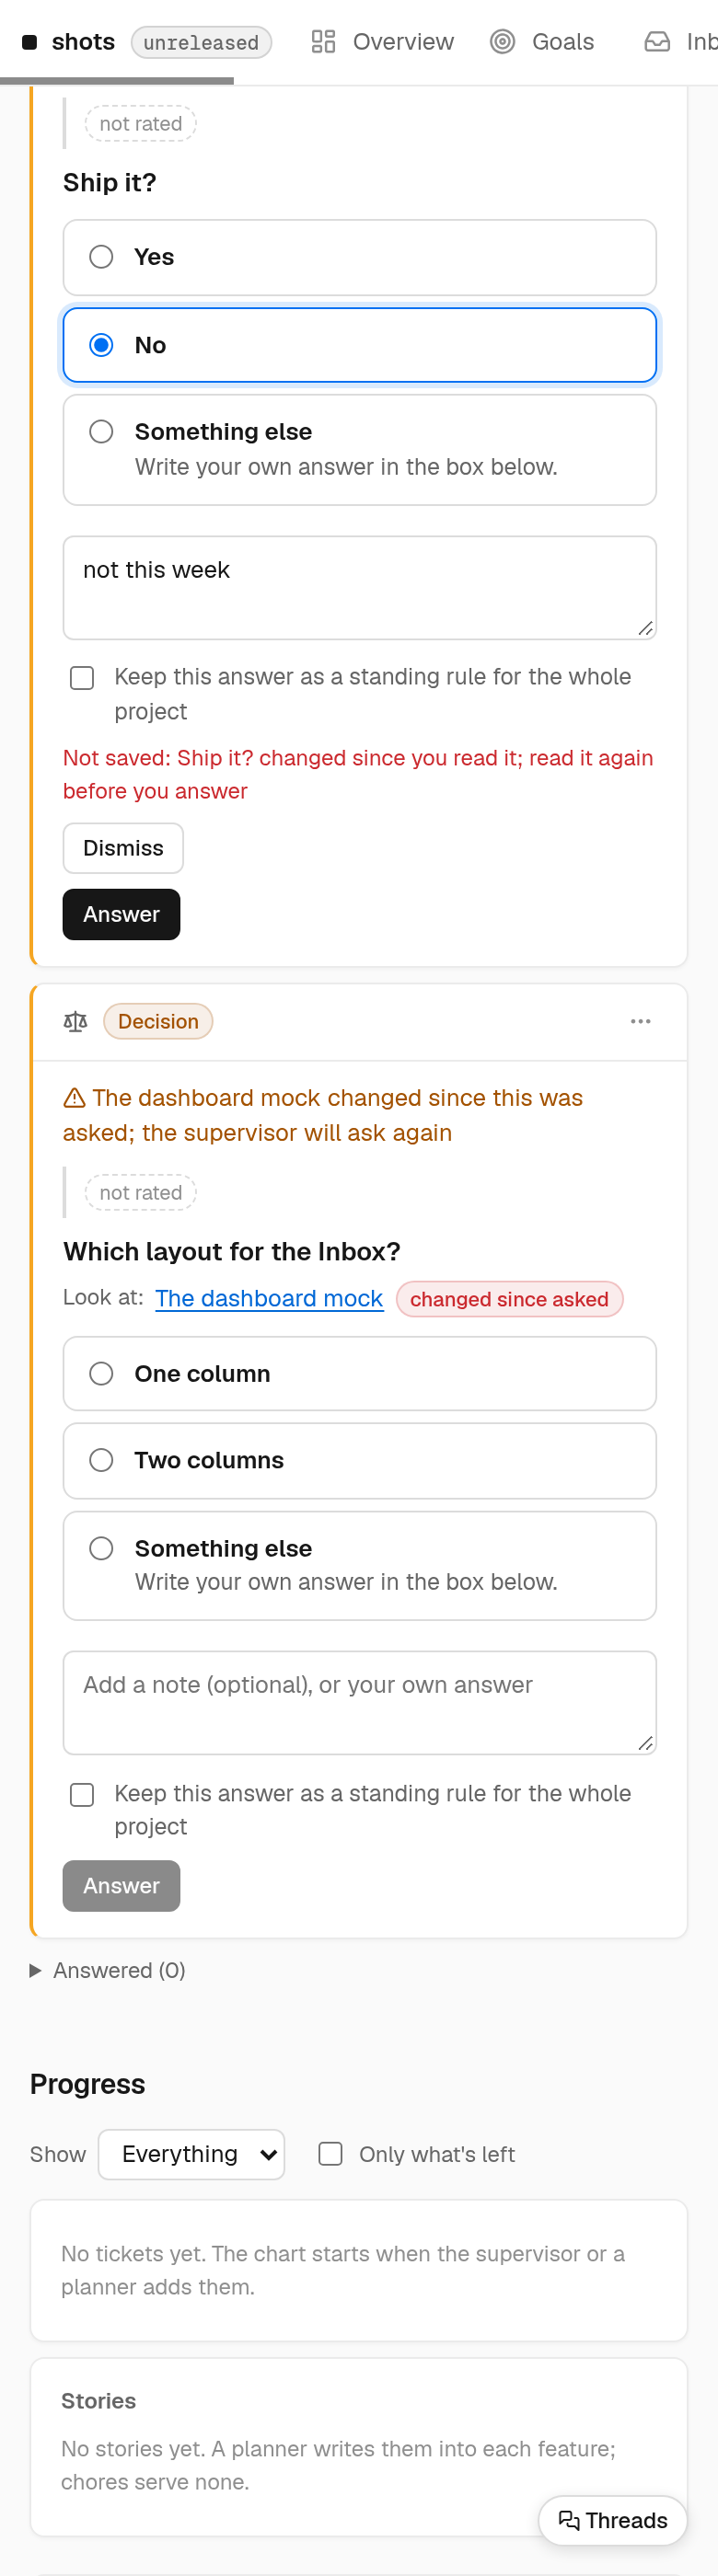 shots unreleased Overview Goals Inb
not rated
Ship it?
Yes
No
Something else
Write your own answer in the box below.
not this week
Keep this answer as a standing rule for the whole
project
Not saved: Ship it? changed since you read it; read it again
before you answer
Dismiss
Answer
Decision
The dashboard mock changed since this was
asked; the supervisor will ask again
not rated
Which layout for the Inbox?
Look at: The dashboard mock changed since asked
One column
Two columns
Something else
Write your own answer in the box below.
Add a note (optional), or your own answer
Keep this answer as a standing rule for the whole
project
Answer
Answered (0)
Progress
Show Everything Only what's left
No tickets yet. The chart starts when the supervisor or a
planner adds them.
Stories
No stories yet. A planner writes them into each feature;
chores serve none.
Threads